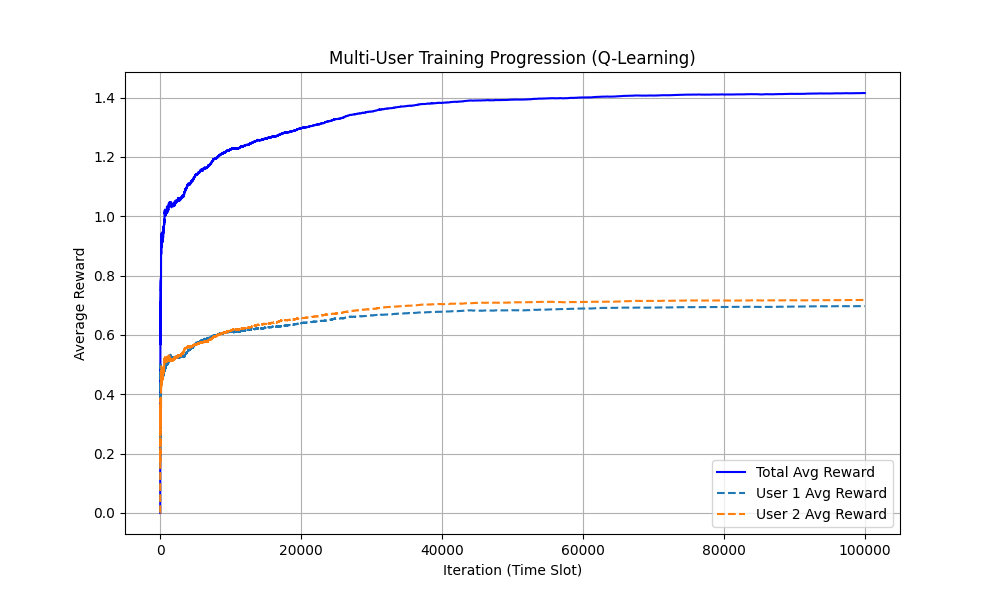 Multi-User Training Progression (Q-Learning)
Average Reward
1.4
1.2
1.0
0.8
0.6
0.4
0.2
0.0
Total Avg Reward
User 1 Avg Reward
User 2 Avg Reward
0 20000 40000 60000 80000 100000
Iteration (Time Slot)